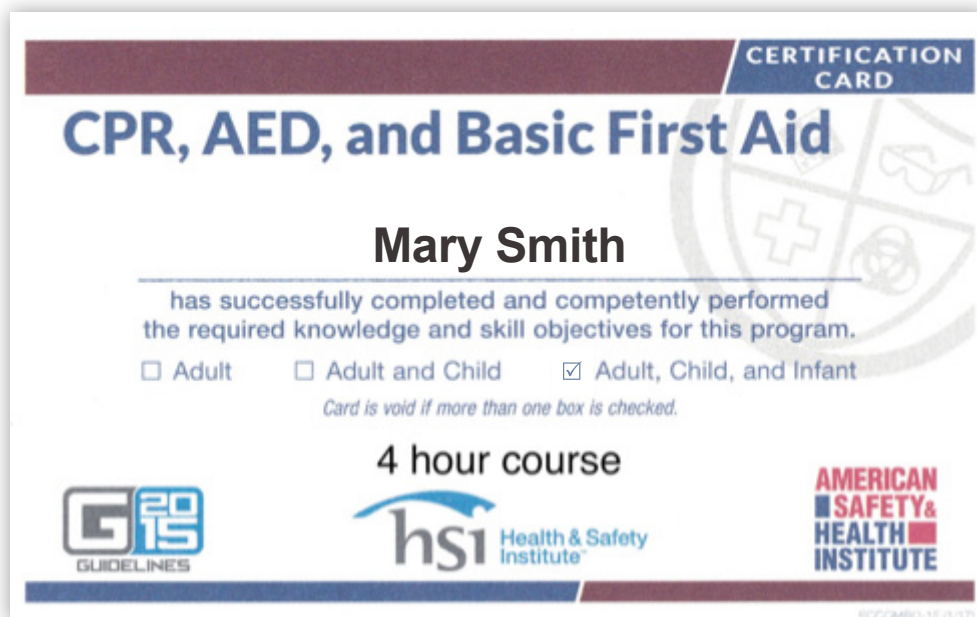 CERTIFICATION
CARD
CPR, AED, and Basic First Aid
Mary Smith
has successfully completed and competently performed
the required knowledge and skill objectives for this program.
☐ Adult ☐ Adult and Child ☑ Adult, Child, and Infant
Card is void if more than one box is checked.
4 hour course
G 2015
GUIDELINES
hsi Health & Safety
Institute™
AMERICAN
SAFETY&
HEALTH
INSTITUTE